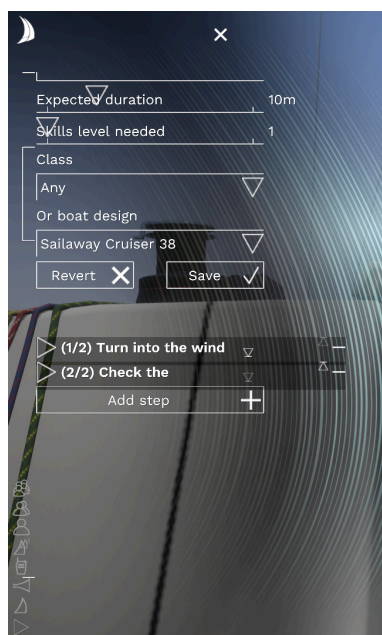 Expected duration 10m
Skills level needed 1
Class
Any
Or boat design
Sailaway Cruiser 38
Revert Save
(1/2) Turn into the wind
(2/2) Check the
Add step